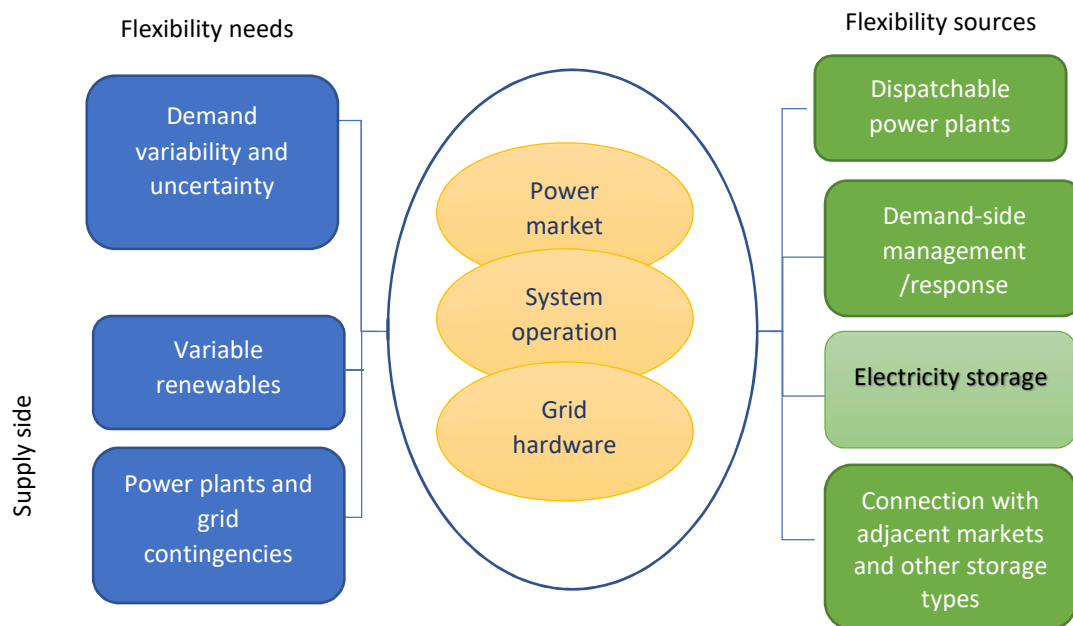 Flexibility needs
Demand
variability and
uncertainty
Variable
renewables
Power plants and
grid
contingencies
Supply side
Power
market
System
operation
Grid
hardware
Flexibility sources
Dispatchable
power plants
Demand-side
management
/response
Electricity storage
Connection with
adjacent markets
and other storage
types